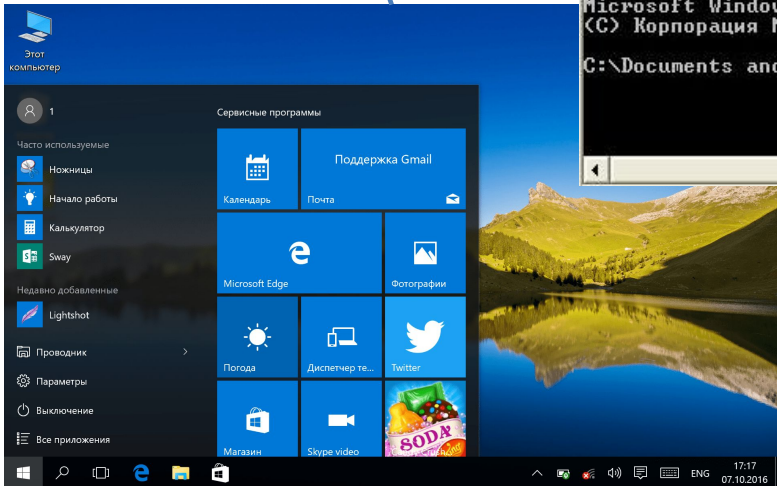 Microsoft Window
(C) Корпорация
C:\Documents and
Этот
компьютер
1
Часто используемые
Ножницы
Начало работы
Калькулятор
Sway
Недавно добавленные
Lightshot
Проводник
Параметры
Выключение
Все приложения
Сервисные программы
Календарь
Поддержка Gmail
Почта
Microsoft Edge
Фотографии
Погода
Диспетчер те...
Twitter
Магазин
Skype video
SODA
ENG
17:17
07.10.2016